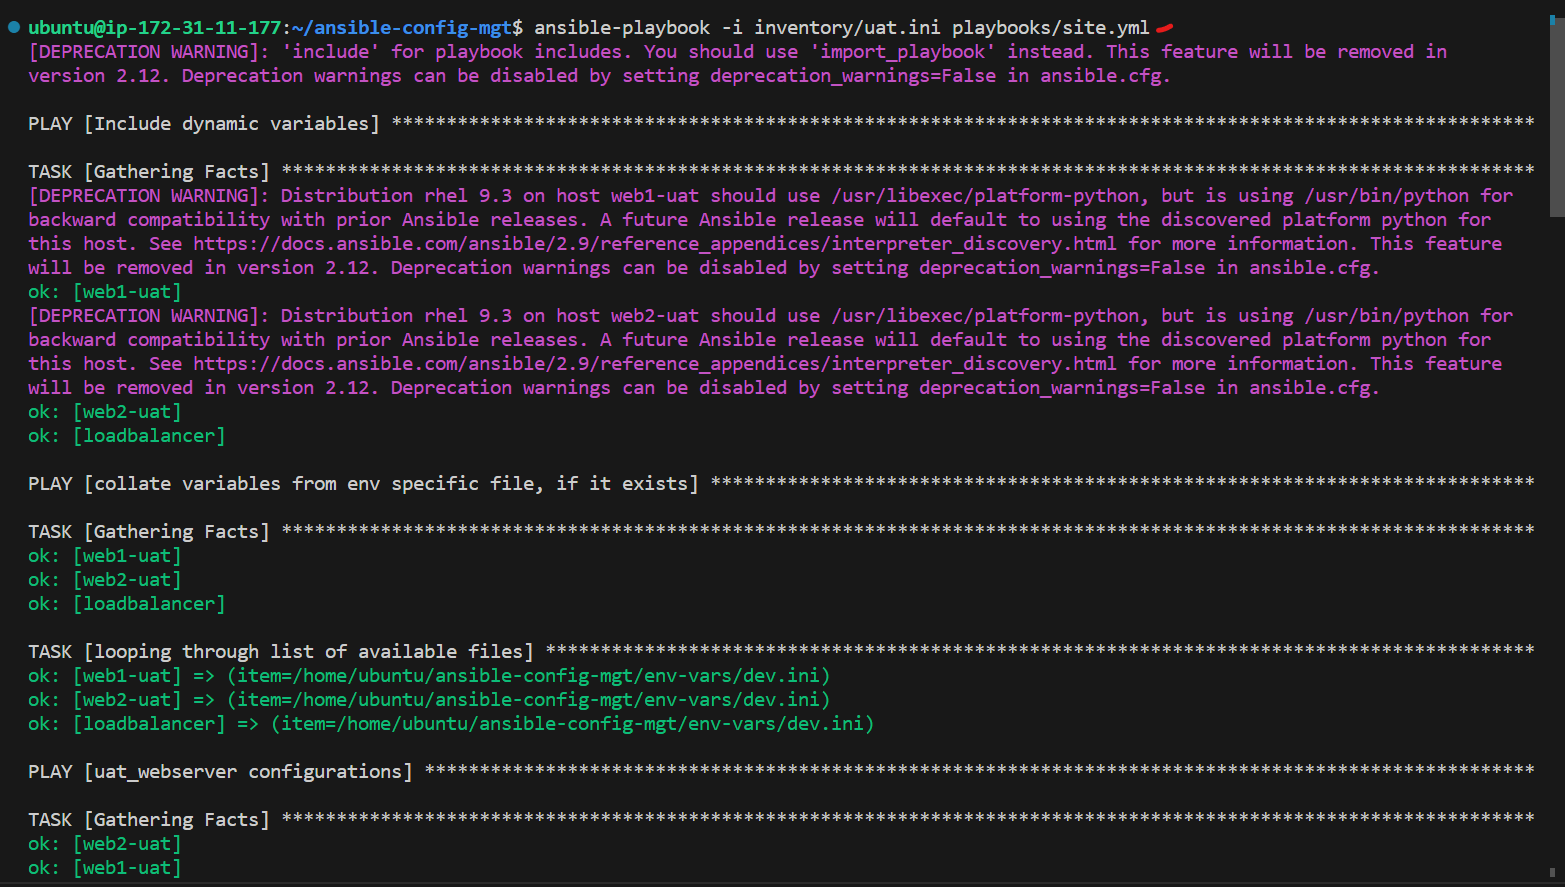 ubuntu@ip-172-31-11-177:~/ansible-config-mgt$ ansible-playbook -i inventory/uat.ini playbooks/site.yml
[DEPRECATION WARNING]: 'include' for playbook includes. You should use 'import_playbook' instead. This feature will be removed in
version 2.12. Deprecation warnings can be disabled by setting deprecation_warnings=False in ansible.cfg.
PLAY [Include dynamic variables] ********************************************************************************************************
TASK [Gathering Facts] ******************************************************************************************************************
[DEPRECATION WARNING]: Distribution rhel 9.3 on host web1-uat should use /usr/libexec/platform-python, but is using /usr/bin/python for
backward compatibility with prior Ansible releases. A future Ansible release will default to using the discovered platform python for
this host. See https://docs.ansible.com/ansible/2.9/reference_appendices/interpreter_discovery.html for more information. This feature
will be removed in version 2.12. Deprecation warnings can be disabled by setting deprecation_warnings=False in ansible.cfg.
ok: [web1-uat]
[DEPRECATION WARNING]: Distribution rhel 9.3 on host web2-uat should use /usr/libexec/platform-python, but is using /usr/bin/python for
backward compatibility with prior Ansible releases. A future Ansible release will default to using the discovered platform python for
this host. See https://docs.ansible.com/ansible/2.9/reference_appendices/interpreter_discovery.html for more information. This feature
will be removed in version 2.12. Deprecation warnings can be disabled by setting deprecation_warnings=False in ansible.cfg.
ok: [web2-uat]
ok: [loadbalancer]
PLAY [collate variables from env specific file, if it exists] ***************************************************************************
TASK [Gathering Facts] ******************************************************************************************************************
ok: [web1-uat]
ok: [web2-uat]
ok: [loadbalancer]
TASK [looping through list of available files] ******************************************************************************************
ok: [web1-uat] => (item=/home/ubuntu/ansible-config-mgt/env-vars/dev.ini)
ok: [web2-uat] => (item=/home/ubuntu/ansible-config-mgt/env-vars/dev.ini)
ok: [loadbalancer] => (item=/home/ubuntu/ansible-config-mgt/env-vars/dev.ini)
PLAY [uat_webserver configurations] *****************************************************************************************************
TASK [Gathering Facts] ******************************************************************************************************************
ok: [web2-uat]
ok: [web1-uat]